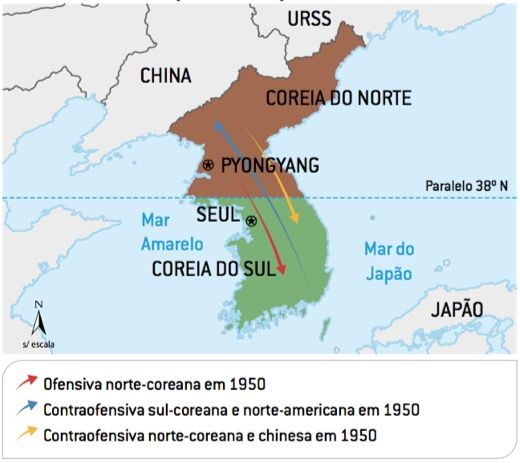 URSS
CHINA
COREIA DO NORTE
PYONGYANG
Paralelo 38º N
SEUL
Mar
Amarelo
Mar do
Japão
COREIA DO SUL
JAPÃO
N
s/ escala
Ofensiva norte-coreana em 1950
Contraofensiva sul-coreana e norte-americana em 1950
Contraofensiva norte-coreana e chinesa em 1950